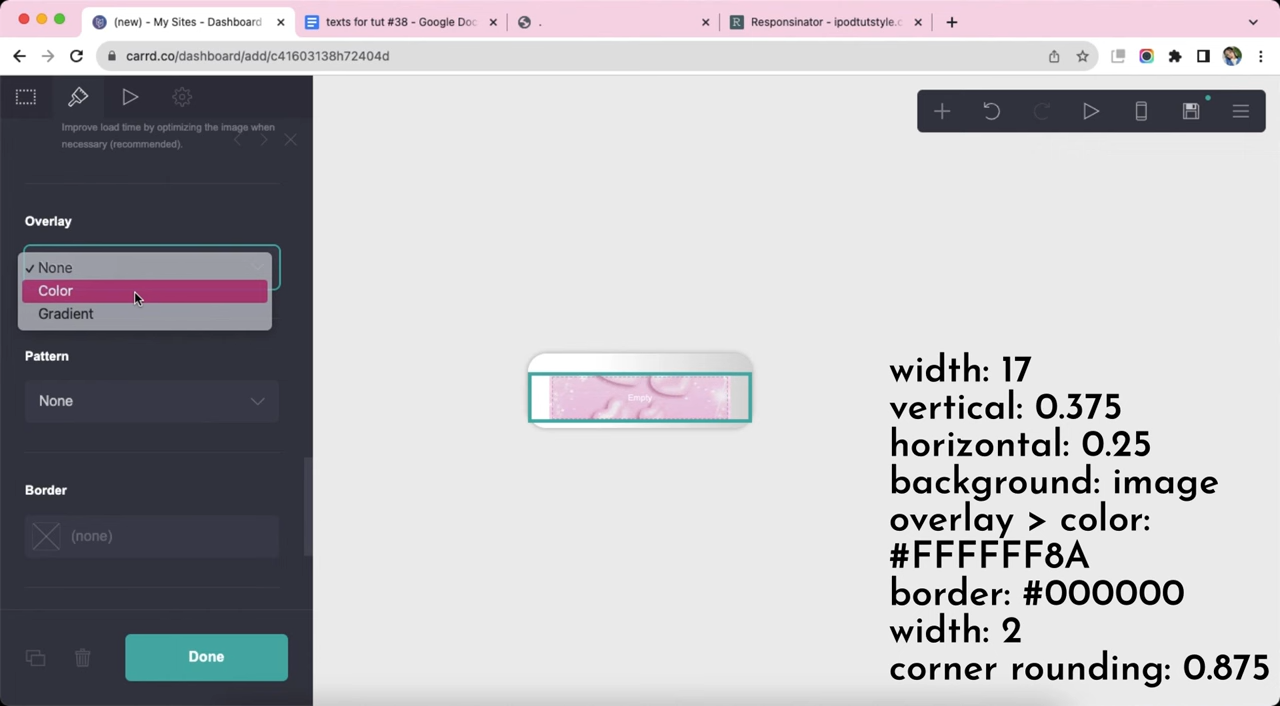 (new) - My Sites - Dashboard
texts for tut #38 - Google Doc
.
Responsinator - ipodtutstyle.c
carrd.co/dashboard/add/c41603138h72404d
Improve load time by optimizing the image when
necessary (recommended).
Overlay
None
Color
Gradient
Pattern
None
Border
(none)
Done
Empty
width: 17
vertical: 0.375
horizontal: 0.25
background: image
overlay > color:
#FFFFFF8A
border: #000000
width: 2
corner rounding: 0.875